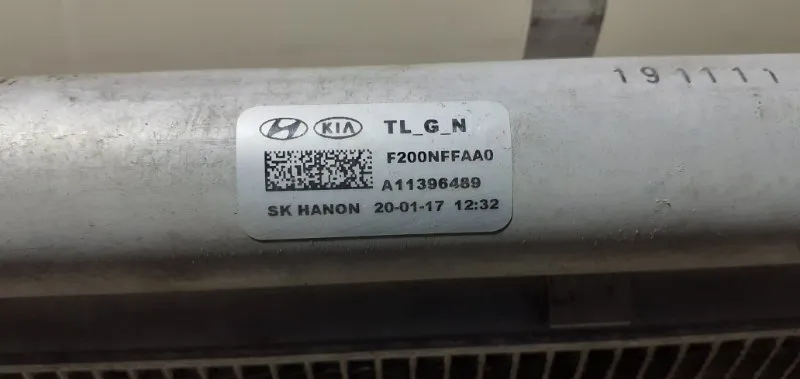 191111
KIA TL_G_N
F200NFFAA0
A11396489
SK HANON 20-01-17 12:32